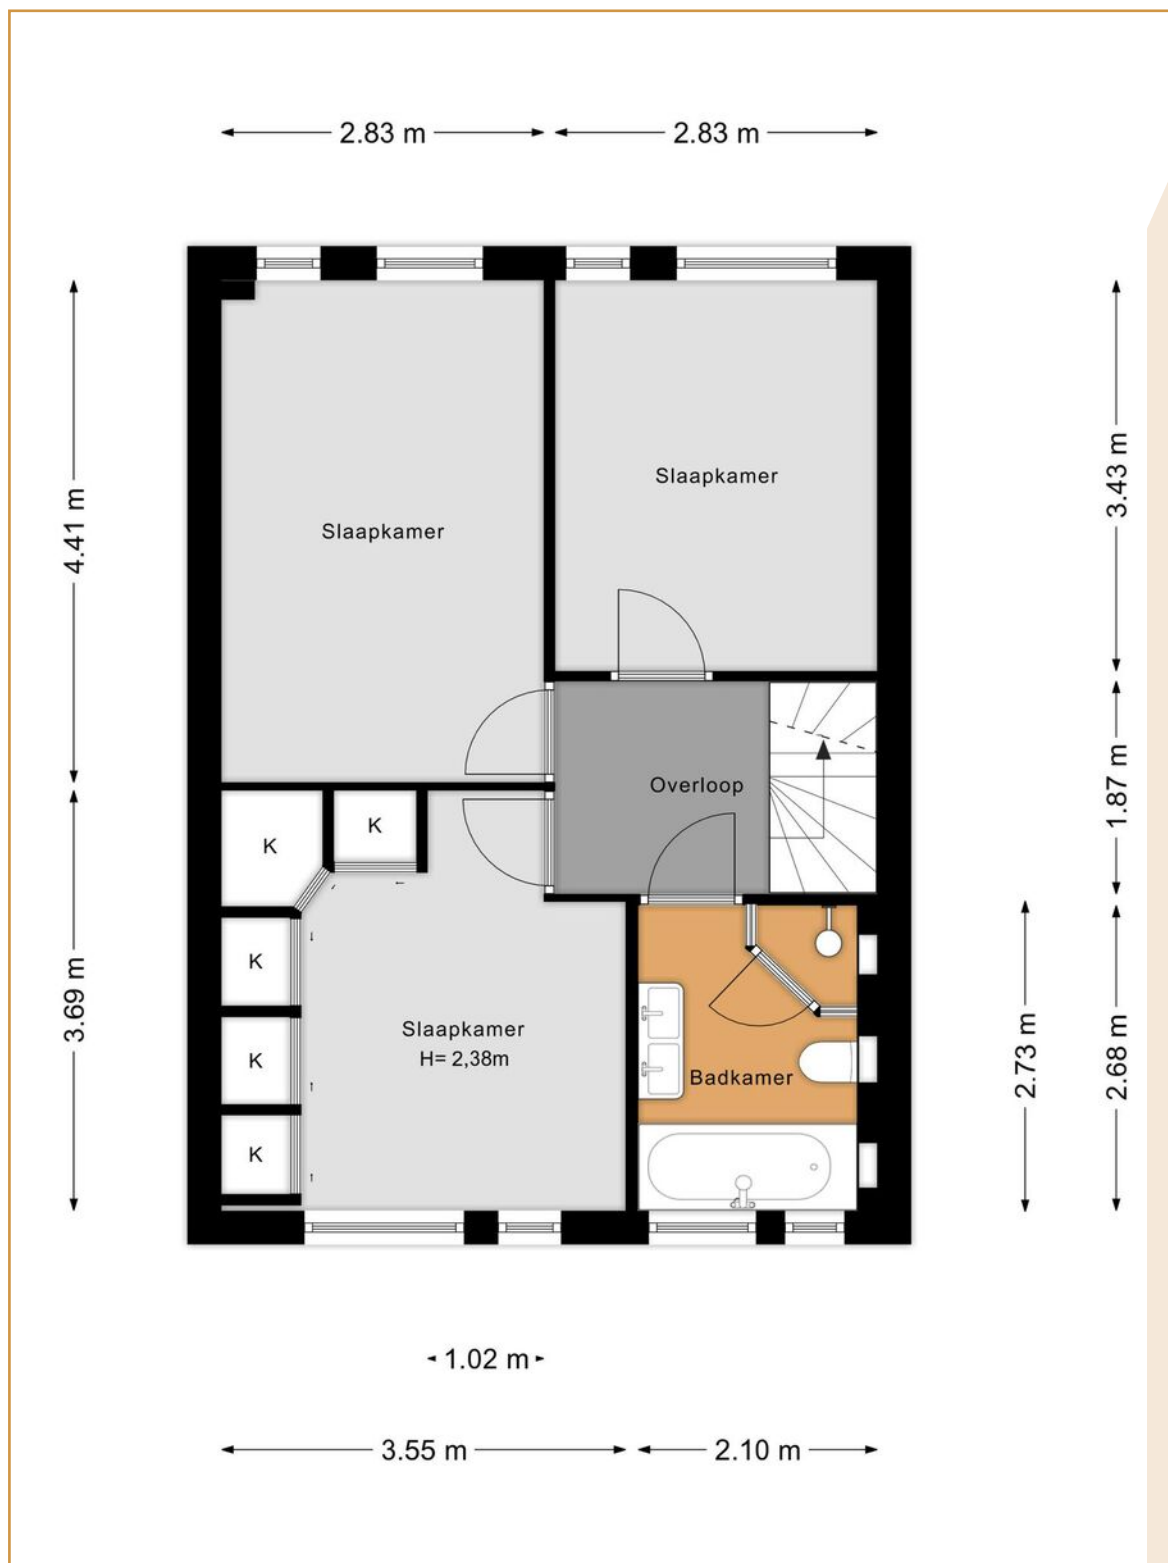 2.83 m
2.83 m
4.41 m
3.43 m
Slaapkamer
Slaapkamer
Overloop
1.87 m
K
K
K
K
K
3.69 m
Slaapkamer
H= 2,38m
Badkamer
2.73 m
2.68 m
1.02 m
3.55 m
2.10 m